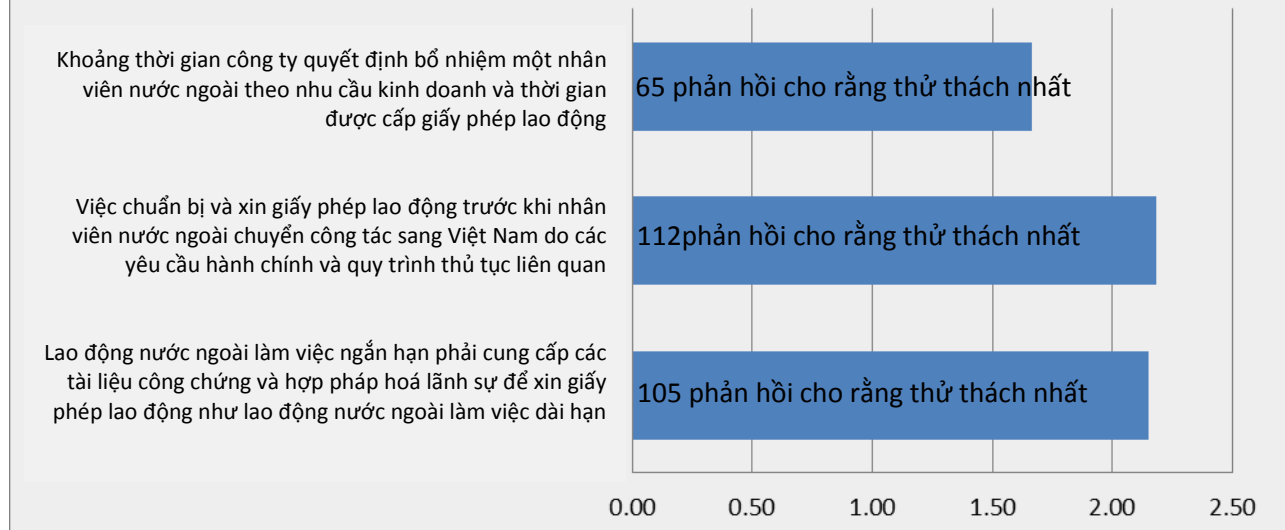 Khoảng thời gian công ty quyết định bổ nhiệm một nhân
viên nước ngoài theo nhu cầu kinh doanh và thời gian
được cấp giấy phép lao động
65 phản hồi cho rằng thử thách nhất
Việc chuẩn bị và xin giấy phép lao động trước khi nhân
viên nước ngoài chuyển công tác sang Việt Nam do các
yêu cầu hành chính và quy trình thủ tục liên quan
112phản hồi cho rằng thử thách nhất
Lao động nước ngoài làm việc ngắn hạn phải cung cấp các
tài liệu công chứng và hợp pháp hoá lãnh sự để xin giấy
phép lao động như lao động nước ngoài làm việc dài hạn
105 phản hồi cho rằng thử thách nhất
0.00 0.50 1.00 1.50 2.00 2.50